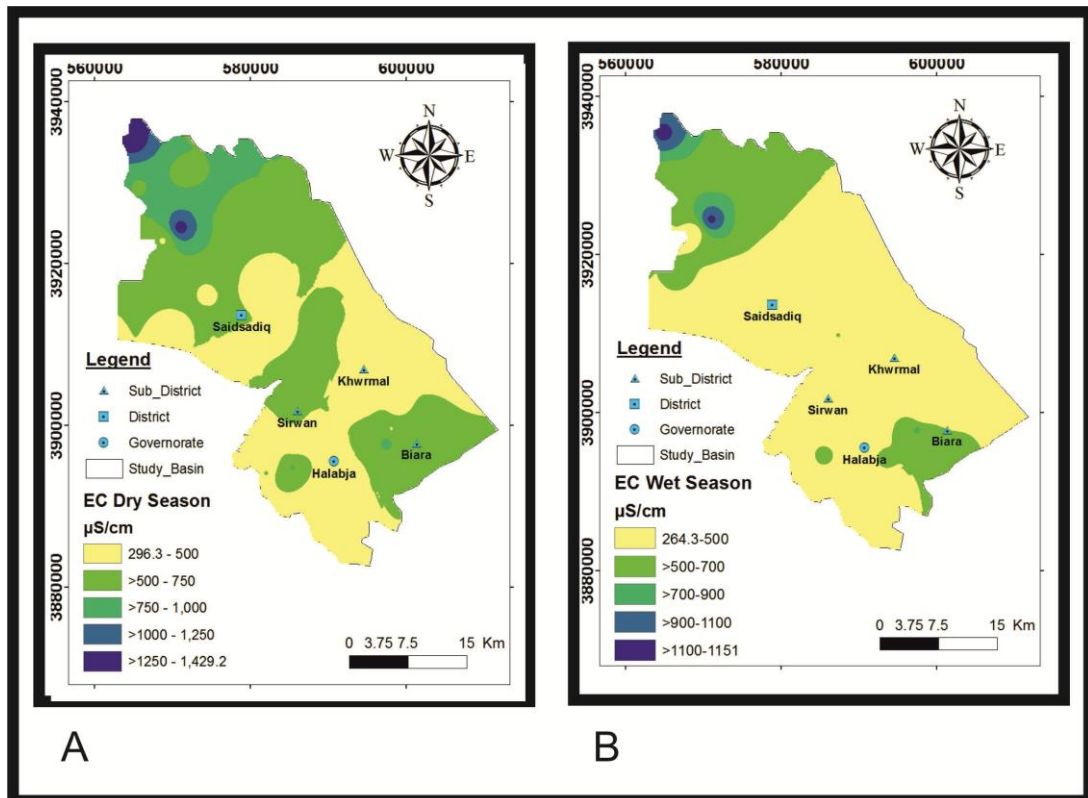 560000 580000 600000
3940000
3920000
3900000
3880000
N
W E
S
Saidsadiq
Khwrmal
Sirwan
Biara
Halabja
Legend
Sub_District
District
Governorate
Study_Basin
EC Dry Season
µS/cm
296.3 - 500
>500 - 750
>750 - 1,000
>1000 - 1,250
>1250 - 1,429.2
0 3.75 7.5 15 Km
A
560000 580000 600000
3940000
3920000
3900000
3880000
N
W E
S
Saidsadiq
Khwrmal
Sirwan
Biara
Halabja
Legend
Sub_District
District
Governorate
Study_Basin
EC Wet Season
µS/cm
264.3-500
>500-700
>700-900
>900-1100
>1100-1151
0 3.75 7.5 15 Km
B